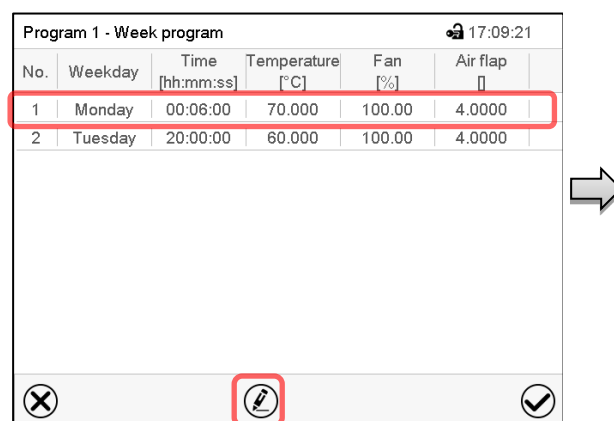 Program 1 - Week program 17:09:21
No. Weekday Time [hh:mm:ss] Temperature [°C] Fan [%] Air flap []
1 Monday 00:06:00 70.000 100.00 4.0000
2 Tuesday 20:00:00 60.000 100.00 4.0000